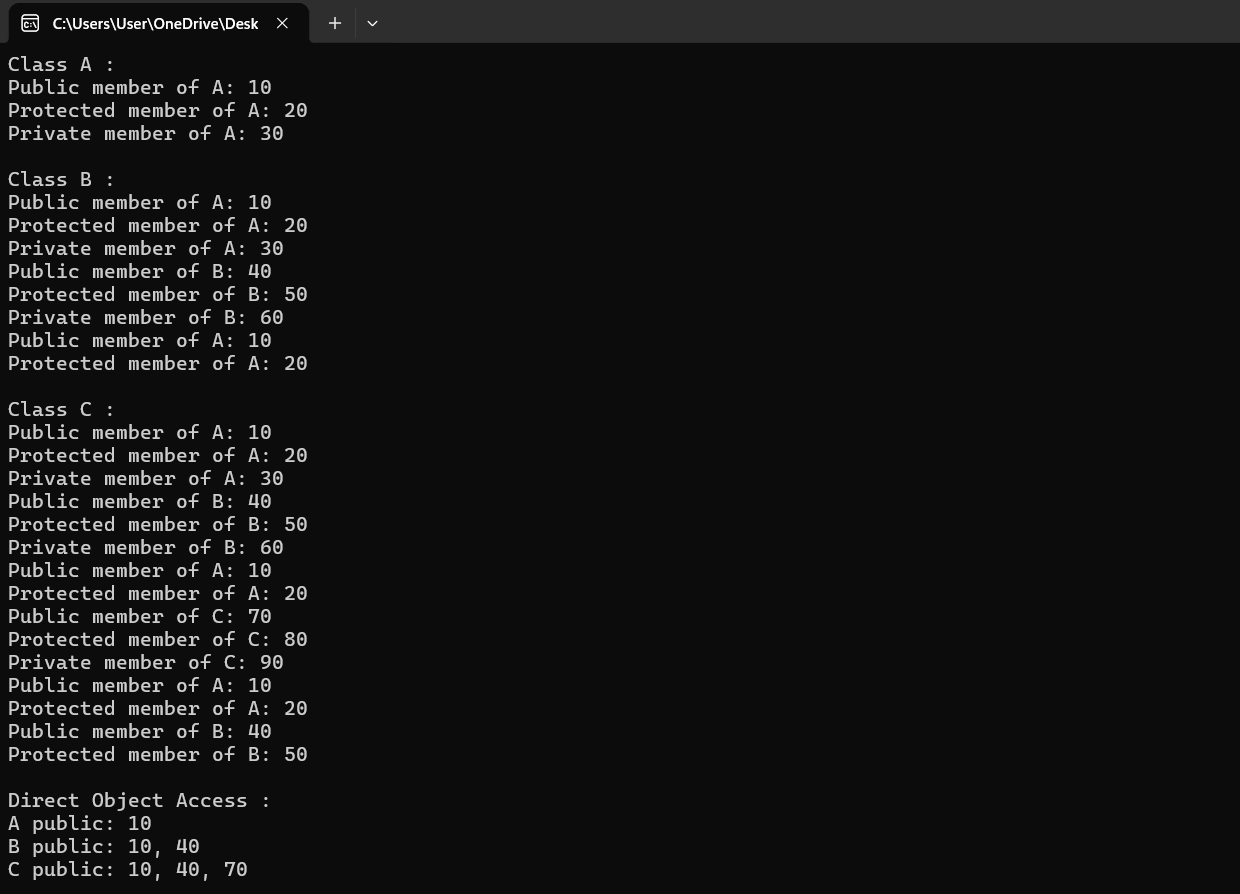 C:\Users\User\OneDrive\Desk
Class A :
Public member of A: 10
Protected member of A: 20
Private member of A: 30
Class B :
Public member of A: 10
Protected member of A: 20
Private member of A: 30
Public member of B: 40
Protected member of B: 50
Private member of B: 60
Public member of A: 10
Protected member of A: 20
Class C :
Public member of A: 10
Protected member of A: 20
Private member of A: 30
Public member of B: 40
Protected member of B: 50
Private member of B: 60
Public member of A: 10
Protected member of A: 20
Public member of C: 70
Protected member of C: 80
Private member of C: 90
Public member of A: 10
Protected member of A: 20
Public member of B: 40
Protected member of B: 50
Direct Object Access :
A public: 10
B public: 10, 40
C public: 10, 40, 70